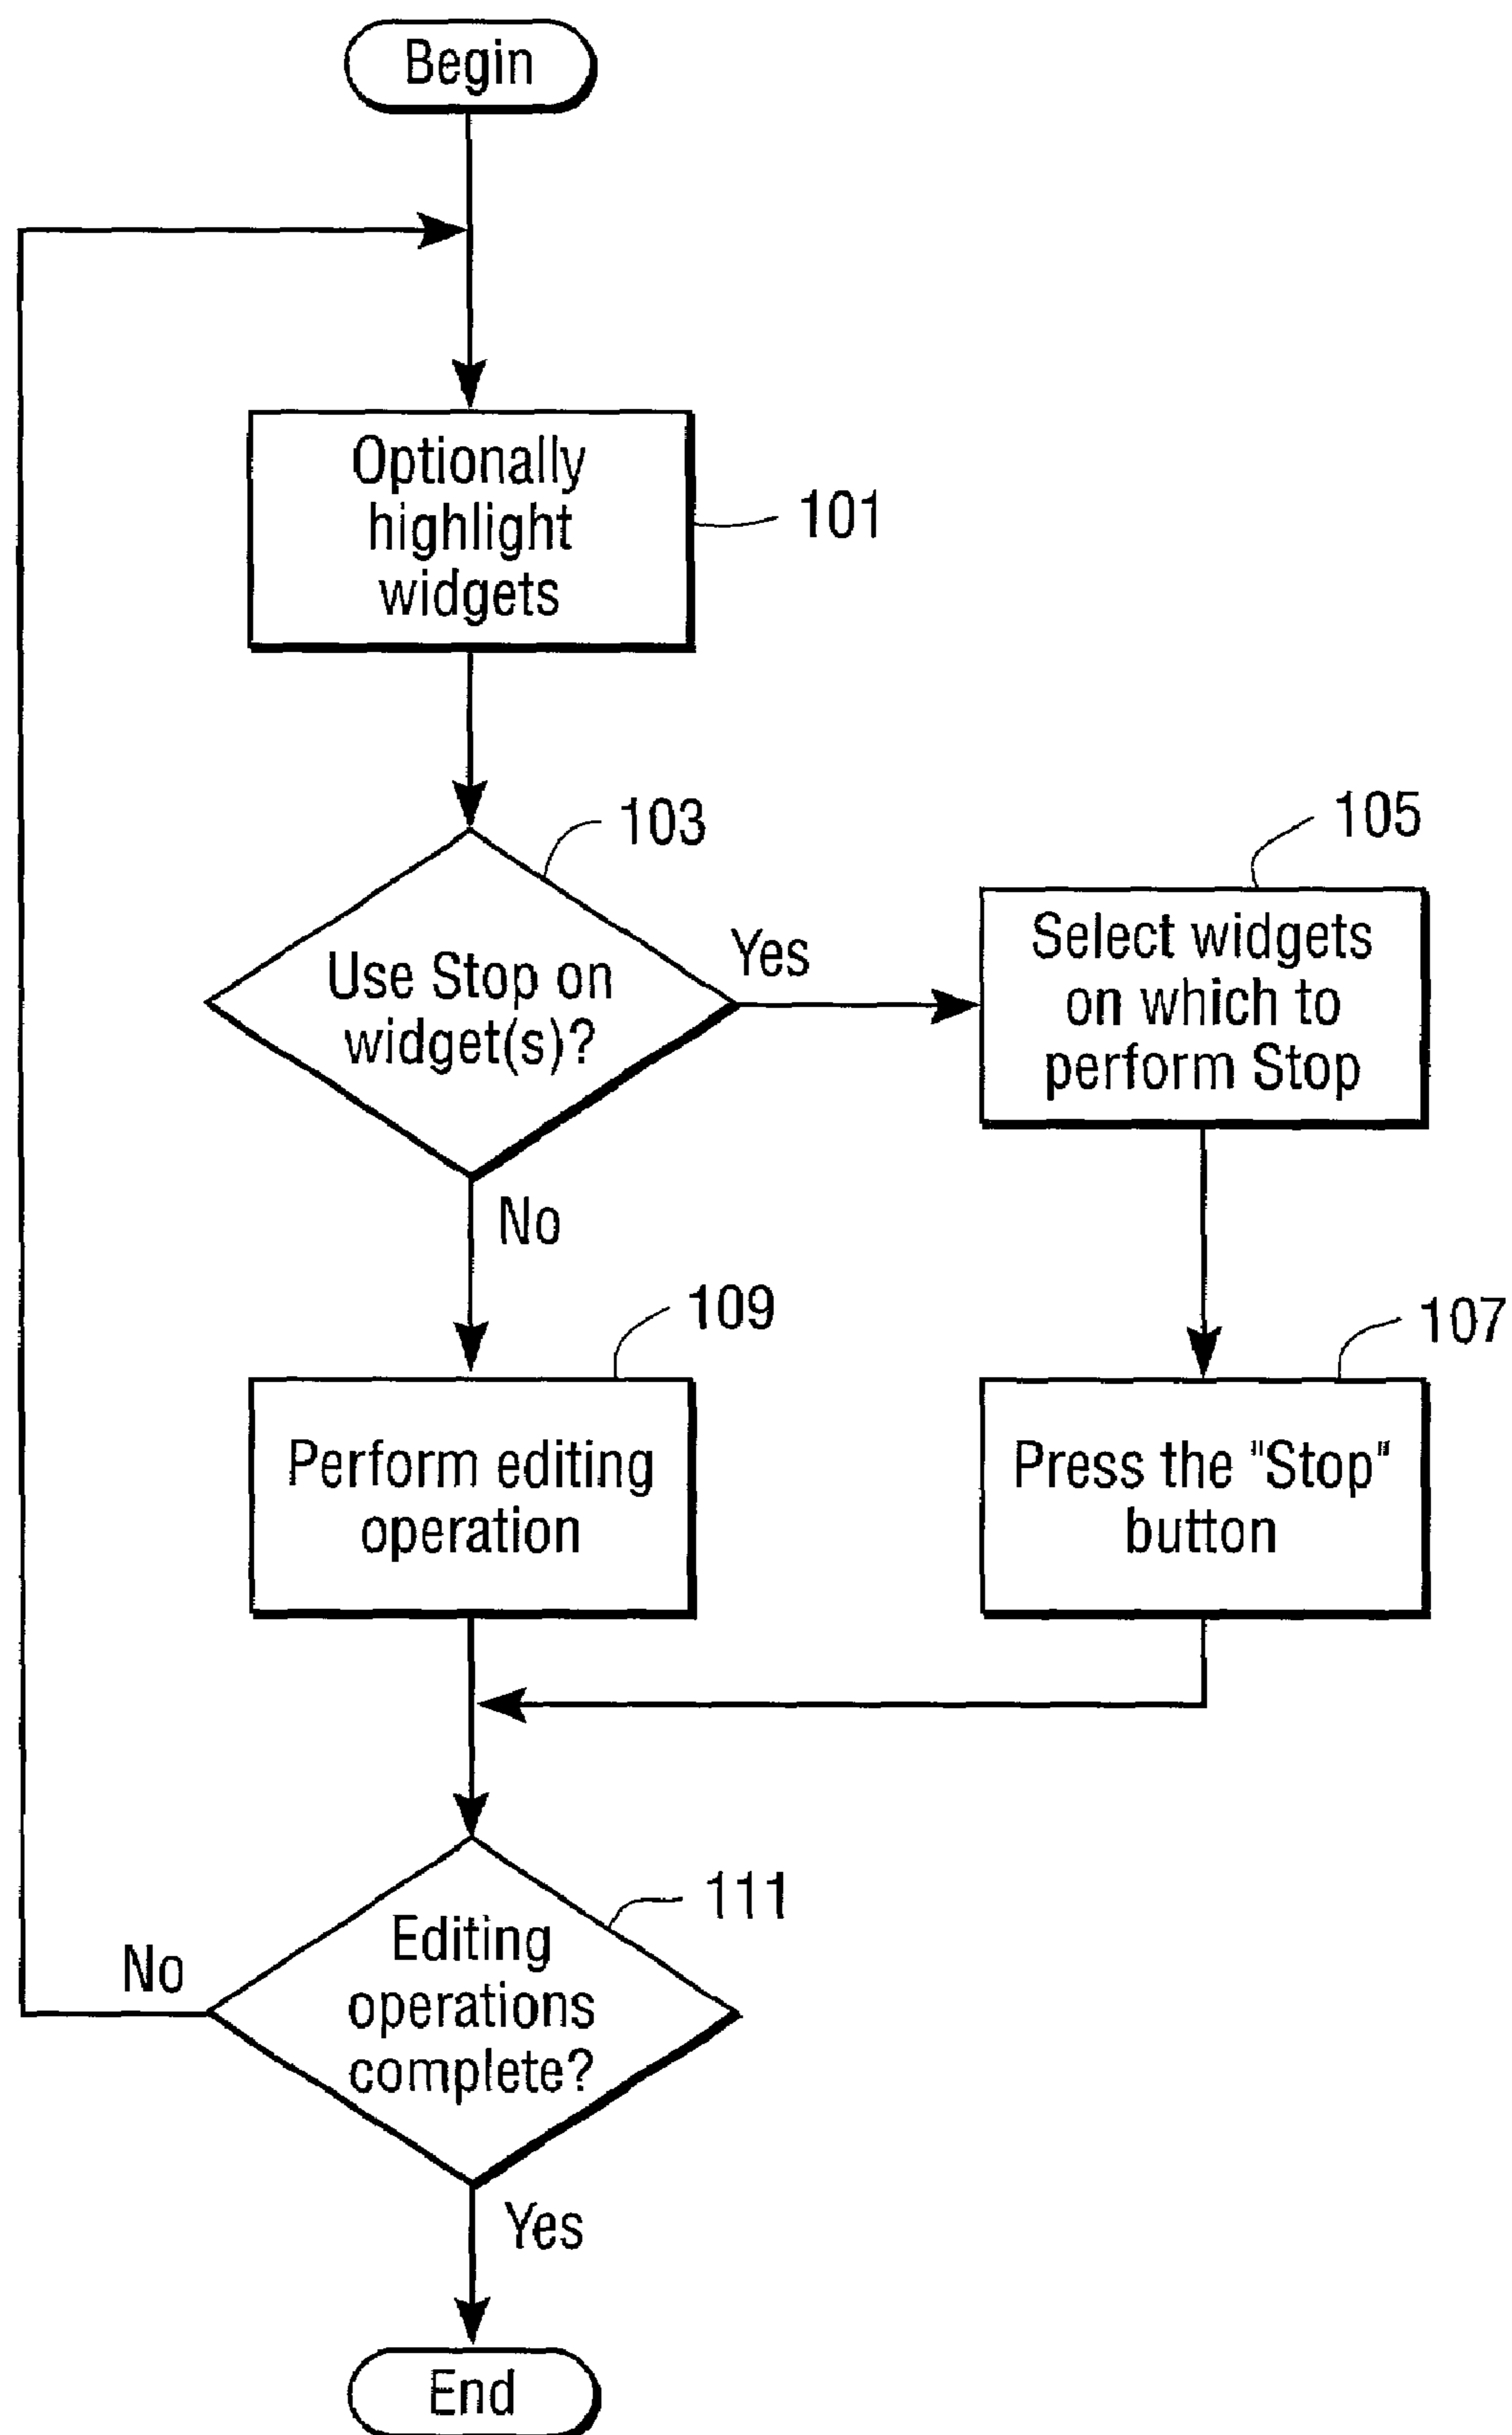 Begin
Optionally
highlight
widgets
101
103
Use Stop on
widget(s)?
Yes
105
Select widgets
on which to
perform Stop
No
109
Perform editing
operation
107
Press the "Stop"
button
111
Editing
operations
complete?
No
Yes
End